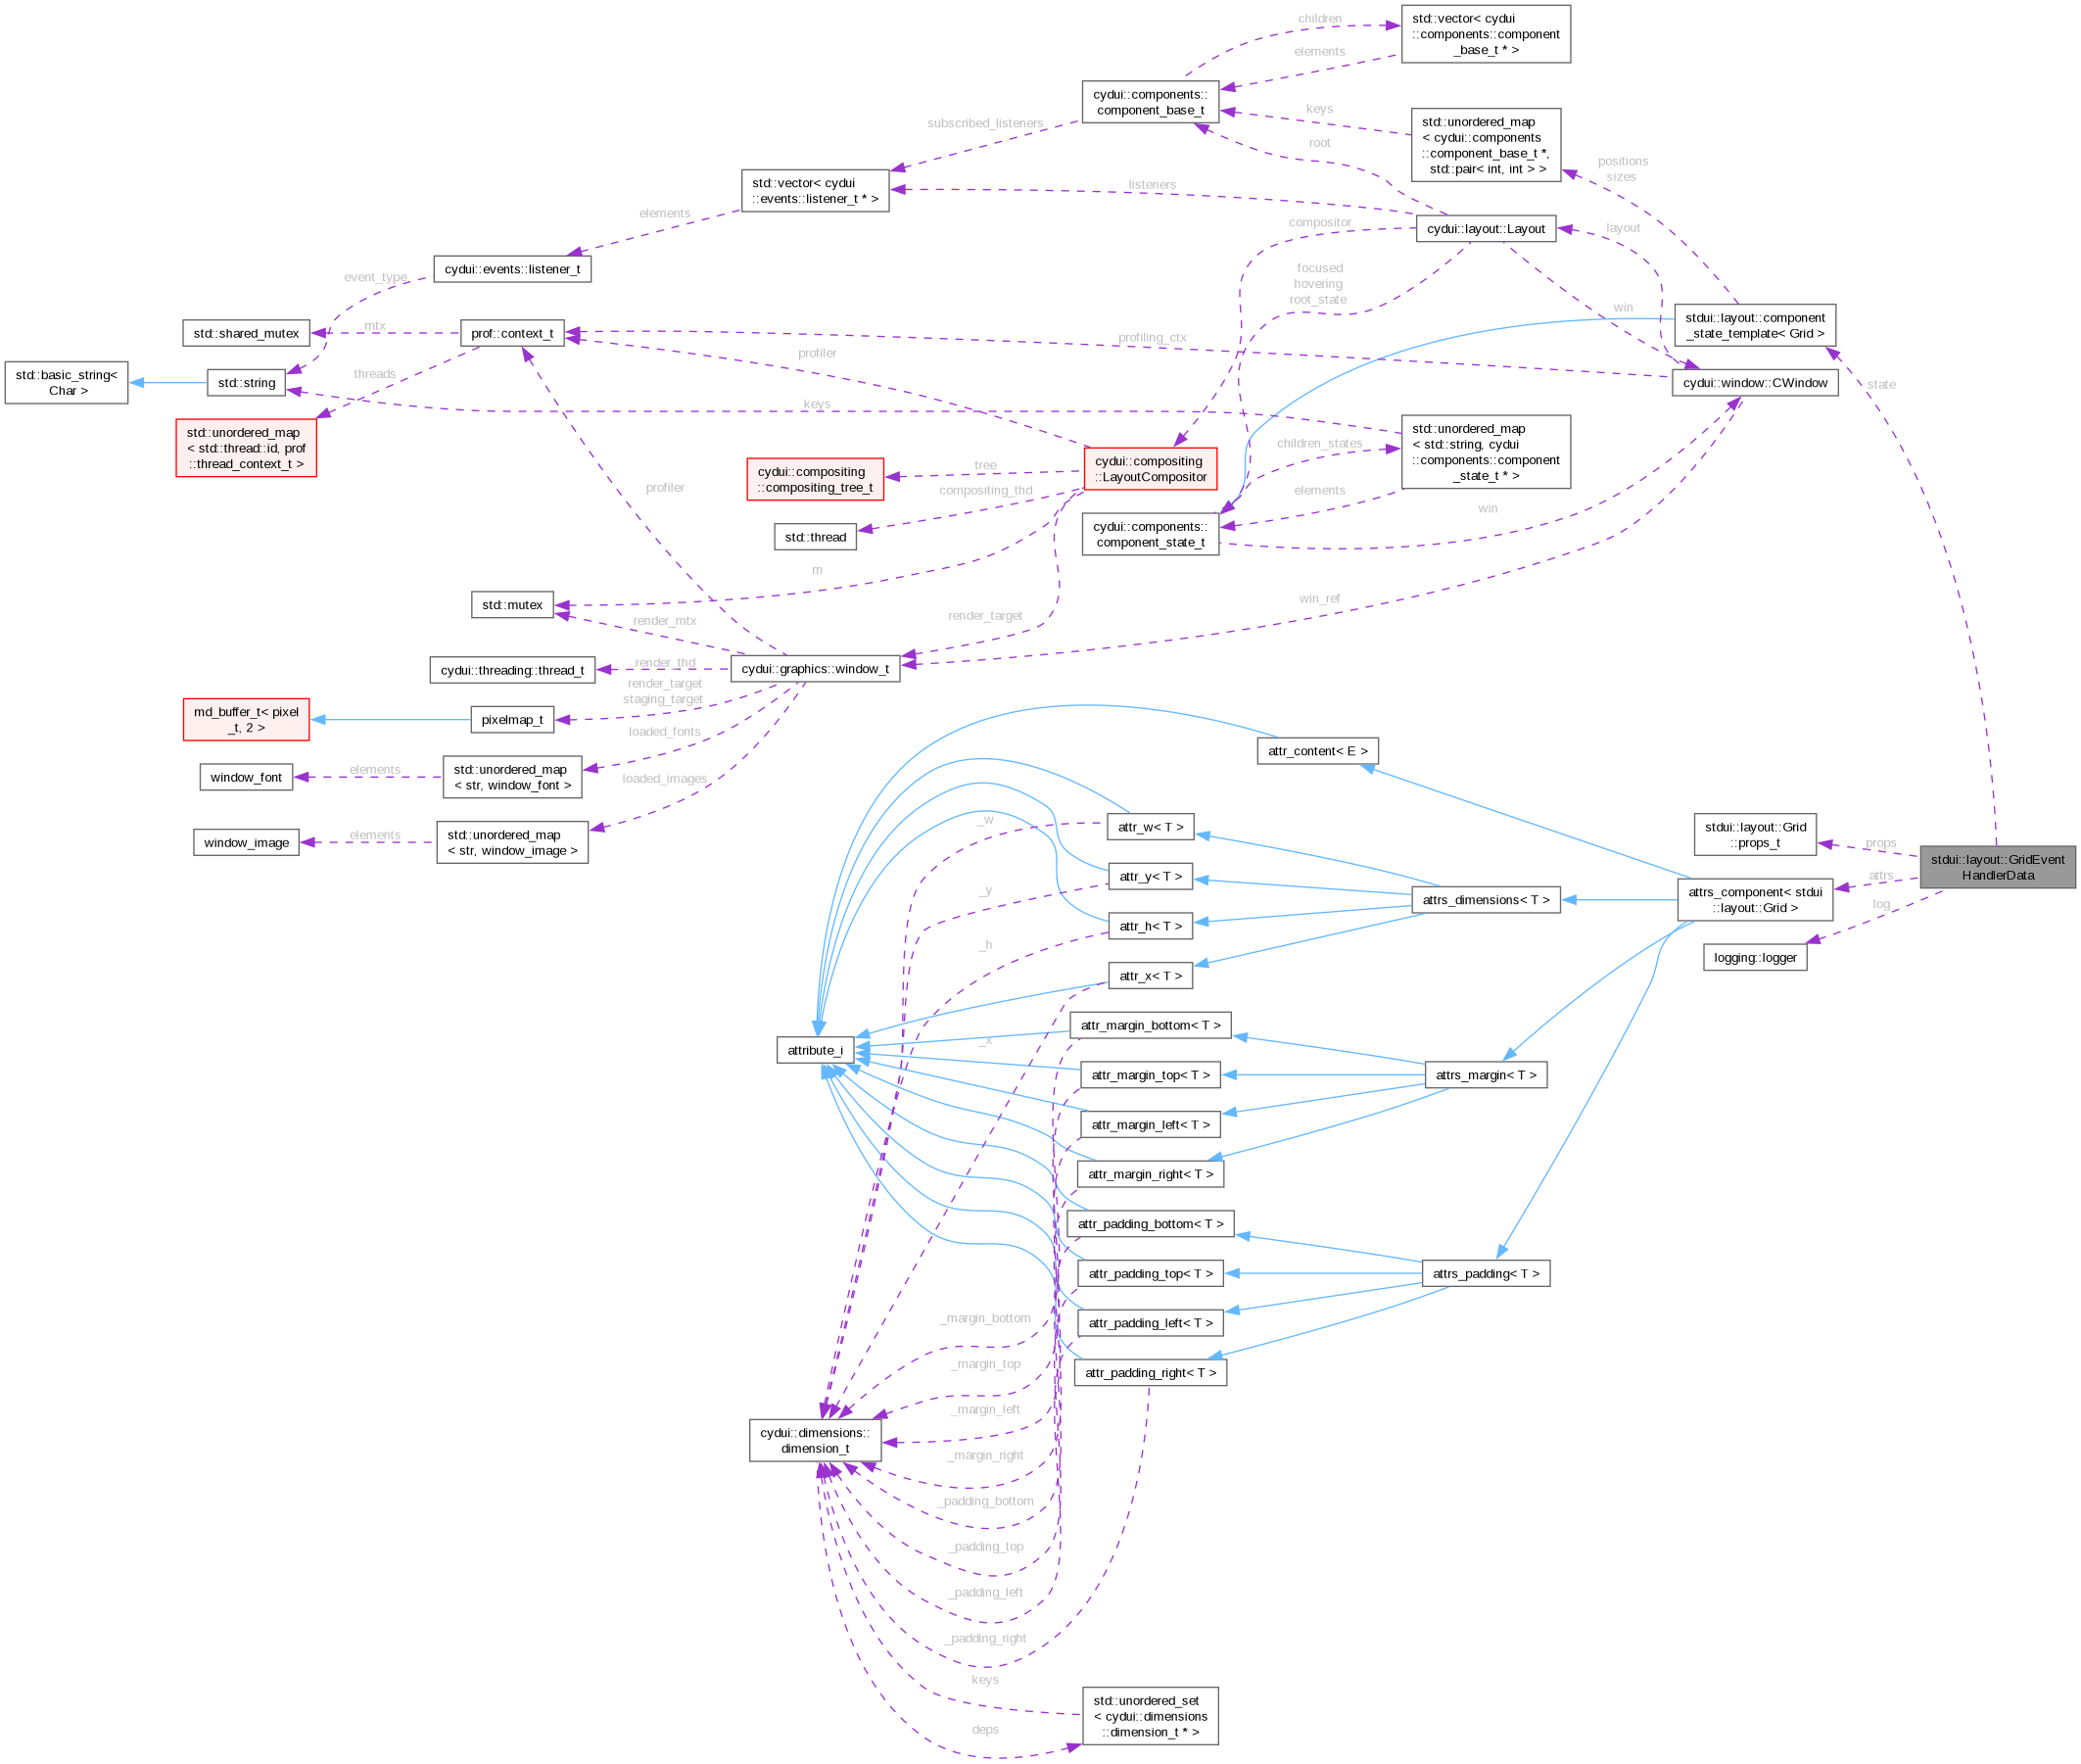 children
std::vector< cydui
::components::component
_base_t * >
elements
cydui::components::
component_base_t
keys
std::unordered_map
< cydui::components
::component_base_t *,
std::pair< int, int > >
subscribed_listeners
root
positions
sizes
std::vector< cydui
::events::listener_t * >
listeners
elements
compositor
cydui::layout::Layout
layout
cydui::events::listener_t
event_type
focused
hovering
root_state
win
stdui::layout::component
_state_template< Grid >
std::shared_mutex
mtx
prof::context_t
profiling_ctx
profiler
threads
std::basic_string<
Char >
std::string
keys
cydui::window::CWindow
state
std::unordered_map
< std::thread::id, prof
::thread_context_t >
std::unordered_map
< std::string, cydui
::components::component
_state_t * >
children_states
cydui::compositing
::compositing_tree_t
tree
cydui::compositing
::LayoutCompositor
profiler
compositing_thd
elements
win
std::thread
cydui::components::
component_state_t
m
std::mutex
render_mtx
render_target
win_ref
cydui::threading::thread_t
render_thd
cydui::graphics::window_t
render_target
staging_target
md_buffer_t< pixel
_t, 2 >
pixelmap_t
loaded_fonts
window_font
elements
std::unordered_map
< str, window_font >
loaded_images
window_image
elements
std::unordered_map
< str, window_image >
attr_content< E >
_w
attr_w< T >
stdui::layout::Grid
::props_t
props
stdui::layout::GridEvent
HandlerData
_y
attr_y< T >
attrs
attrs_dimensions< T >
attrs_component< stdui
::layout::Grid >
log
_h
attr_h< T >
logging::logger
attr_x< T >
attr_margin_bottom< T >
_x
attribute_i
attr_margin_top< T >
attrs_margin< T >
attr_margin_left< T >
attr_margin_right< T >
attr_padding_bottom< T >
attr_padding_top< T >
attrs_padding< T >
attr_padding_left< T >
_margin_bottom
_margin_top
attr_padding_right< T >
_margin_left
cydui::dimensions::
dimension_t
_margin_right
_padding_bottom
_padding_top
_padding_left
_padding_right
keys
std::unordered_set
< cydui::dimensions
::dimension_t * >
deps